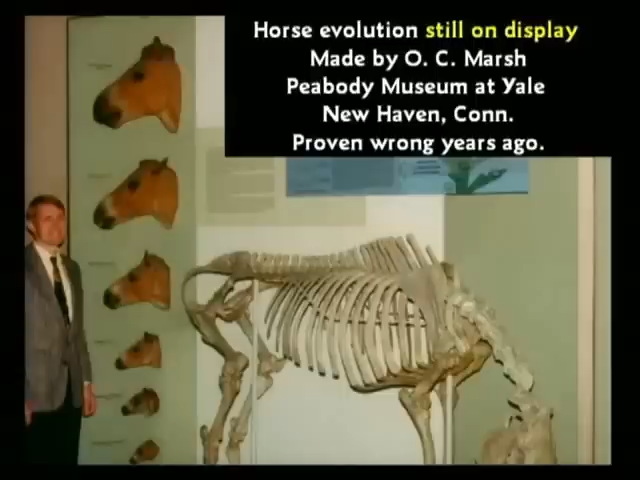 Horse evolution still on display
Made by O. C. Marsh
Peabody Museum at Yale
New Haven, Conn.
Proven wrong years ago.